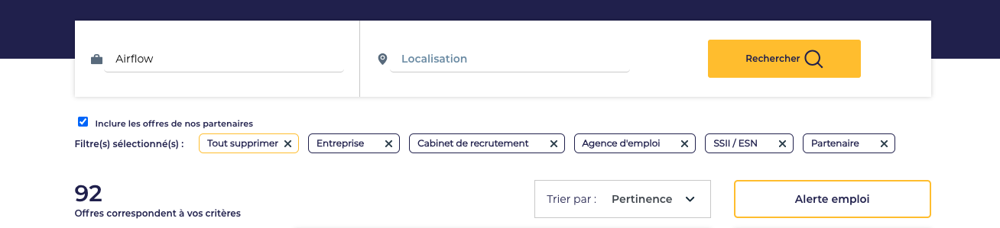 Airflow
Localisation
Rechercher
Inclure les offres de nos partenaires
Filtre(s) sélectionné(s) : Tout supprimer Entreprise Cabinet de recrutement Agence d'emploi SSII / ESN Partenaire
92
Offres correspondent à vos critères
Trier par : Pertinence
Alerte emploi